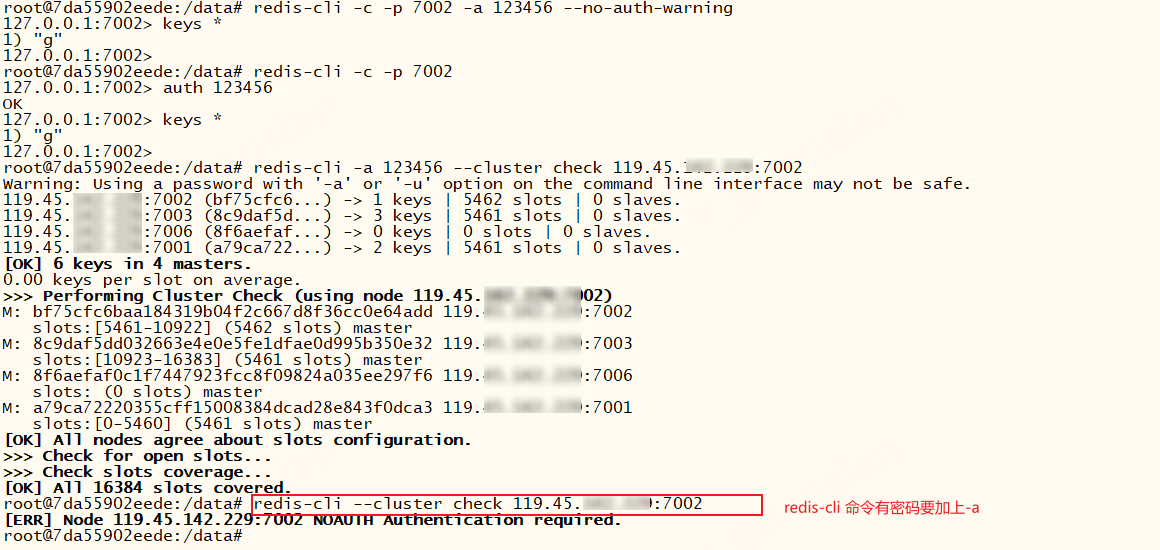 root@7da55902eede:/data# redis-cli -c -p 7002 -a 123456 --no-auth-warning
127.0.0.1:7002> keys *
1) "g"
127.0.0.1:7002>
root@7da55902eede:/data# redis-cli -c -p 7002
127.0.0.1:7002> auth 123456
OK
127.0.0.1:7002> keys *
1) "g"
127.0.0.1:7002>
root@7da55902eede:/data# redis-cli -a 123456 --cluster check 119.45. :7002
Warning: Using a password with '-a' or '-u' option on the command line interface may not be safe.
119.45. :7002 (bf75cfc6...) -> 1 keys | 5462 slots | 0 slaves.
119.45. :7003 (8c9daf5d...) -> 3 keys | 5461 slots | 0 slaves.
119.45. :7006 (8f6aefaf...) -> 0 keys | 0 slots | 0 slaves.
119.45. :7001 (a79ca722...) -> 2 keys | 5461 slots | 0 slaves.
[OK] 6 keys in 4 masters.
0.00 keys per slot on average.
>>> Performing Cluster Check (using node 119.45. 002)
M: bf75cfc6baa184319b04f2c667d8f36cc0e64add 119. :7002
slots:[5461-10922] (5462 slots) master
M: 8c9daf5dd032663e4e0e5fe1dfae0d995b350e32 119. :7003
slots:[10923-16383] (5461 slots) master
M: 8f6aefaf0c1f7447923fcc8f09824a035ee297f6 119. :7006
slots: (0 slots) master
M: a79ca72220355cff15008384dcad28e843f0dca3 119. :7001
slots:[0-5460] (5461 slots) master
[OK] All nodes agree about slots configuration.
>>> Check for open slots...
>>> Check slots coverage...
[OK] All 16384 slots covered.
root@7da55902eede:/data# redis-cli --cluster check 119.45. :7002
redis-cli 命令有密码要加上-a
[ERR] Node 119.45.142.229:7002 NOAUTH Authentication required.
root@7da55902eede:/data#